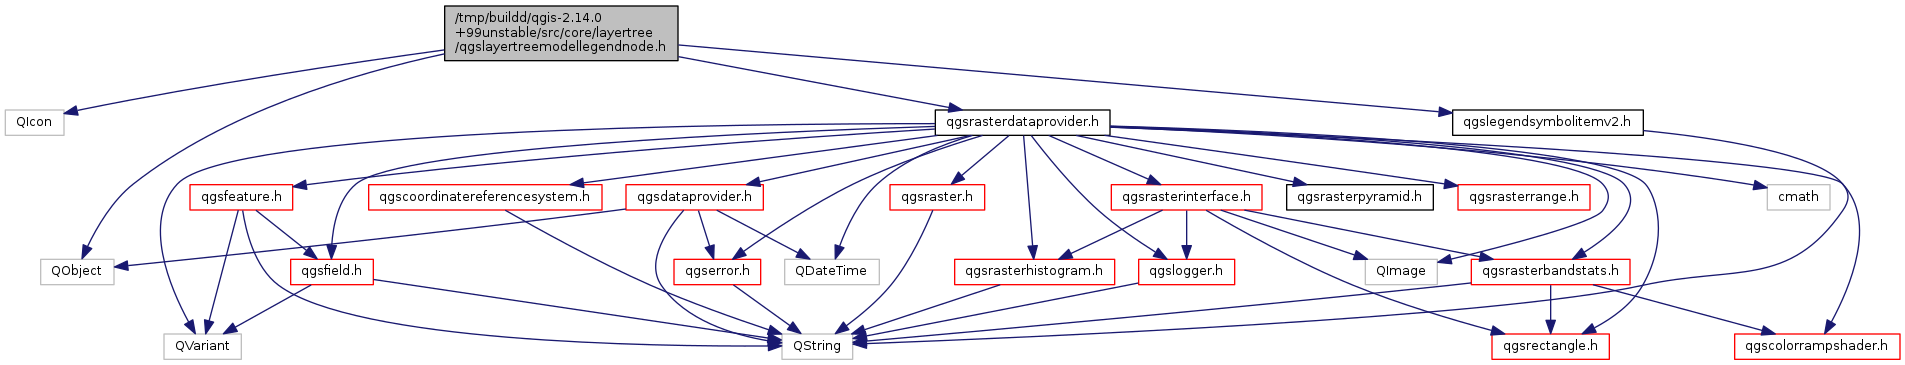 /tmp/buildd/qgis-2.14.0
+99unstable/src/core/layertree
/qgslayertreemodellegendnode.h
QIcon
qgsrasterdataprovider.h
qgslegendsymbolitemv2.h
qgsfeature.h
qgscoordinatereferencesystem.h
qgsdataprovider.h
qgsraster.h
qgsrasterinterface.h
qgsrasterpyramid.h
qgsrasterrange.h
cmath
QObject
qgsfield.h
qgserror.h
QDateTime
qgsrasterhistogram.h
qgslogger.h
QImage
qgsrasterbandstats.h
QVariant
QString
qgsrectangle.h
qgscolorrampshader.h